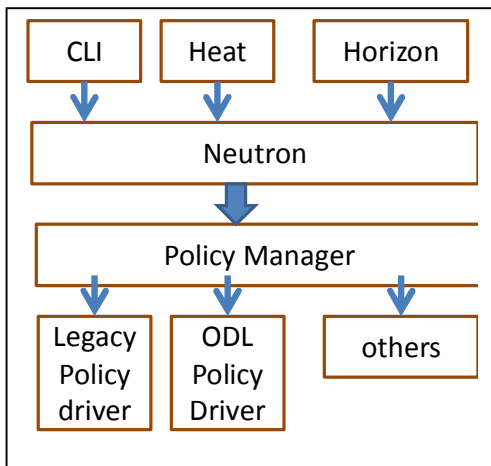 CLI
Heat
Horizon
Neutron
Policy Manager
Legacy
Policy
driver
ODL
Policy
Driver
others